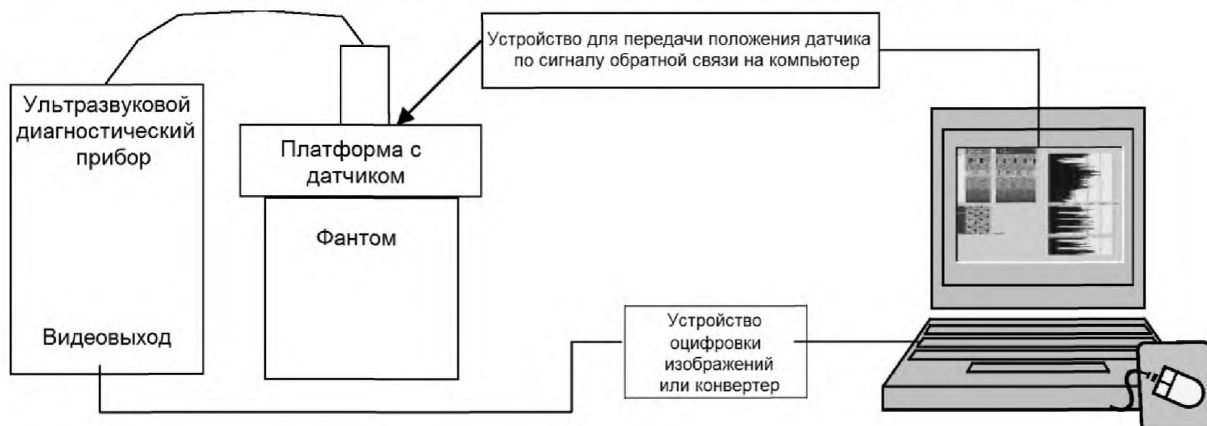 Устройство для передачи положения датчика
по сигналу обратной связи на компьютер
Ультразвуковой
диагностический
прибор
Платформа с
датчиком
Фантом
Видеовыход
Устройство
оцифровки
изображений
или конвертер